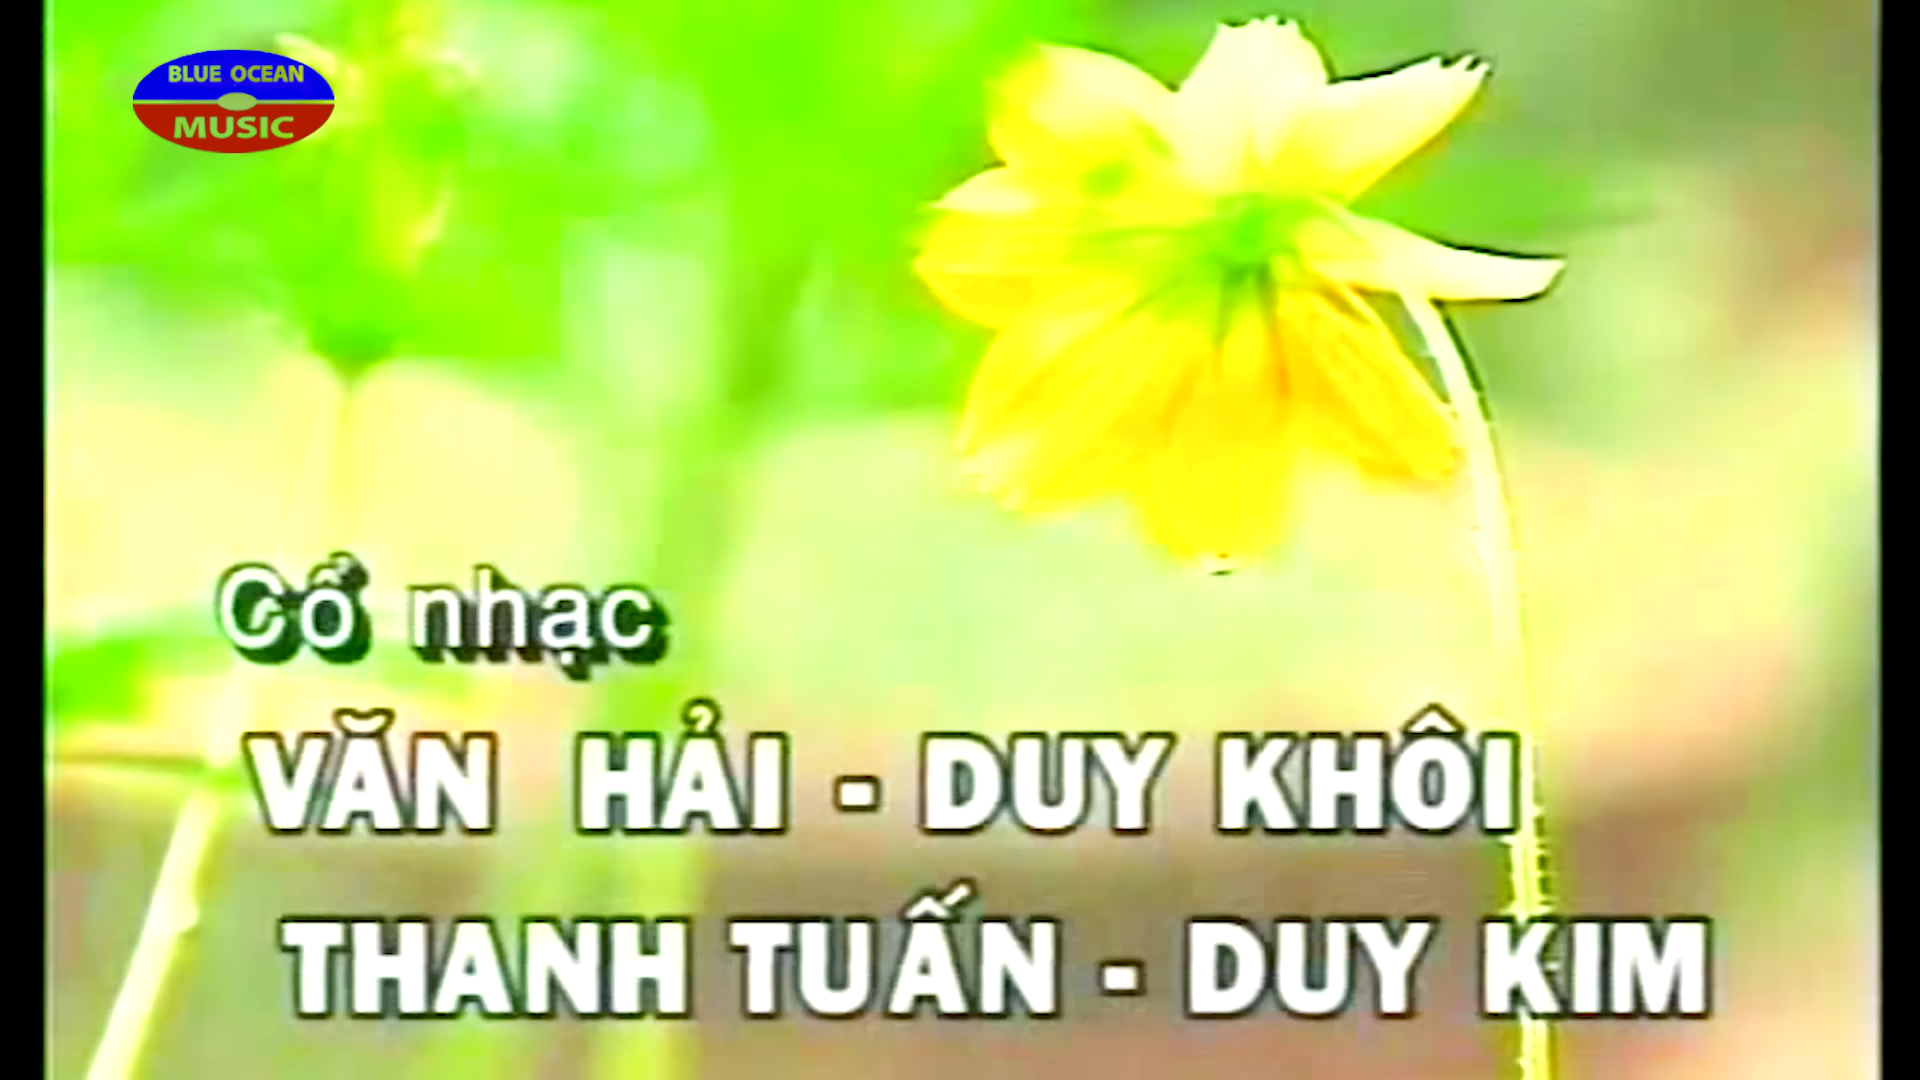 BLUE OCEAN
MUSIC
Cổ nhạc
VĂN HẢI - DUY KHÔI
THANH TUẤN - DUY KIM